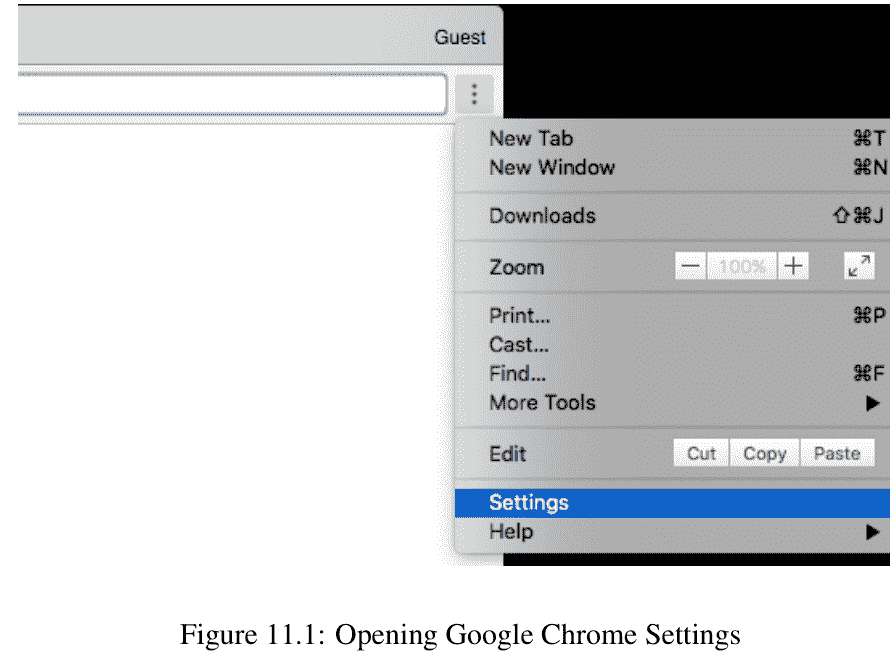 Guest
New Tab ⌘T
New Window ⌘N
Downloads ⇧⌘J
Zoom − 100% +
Print... ⌘P
Cast...
Find... ⌘F
More Tools ▶
Edit Cut Copy Paste
Settings
Help ▶
Figure 11.1: Opening Google Chrome Settings